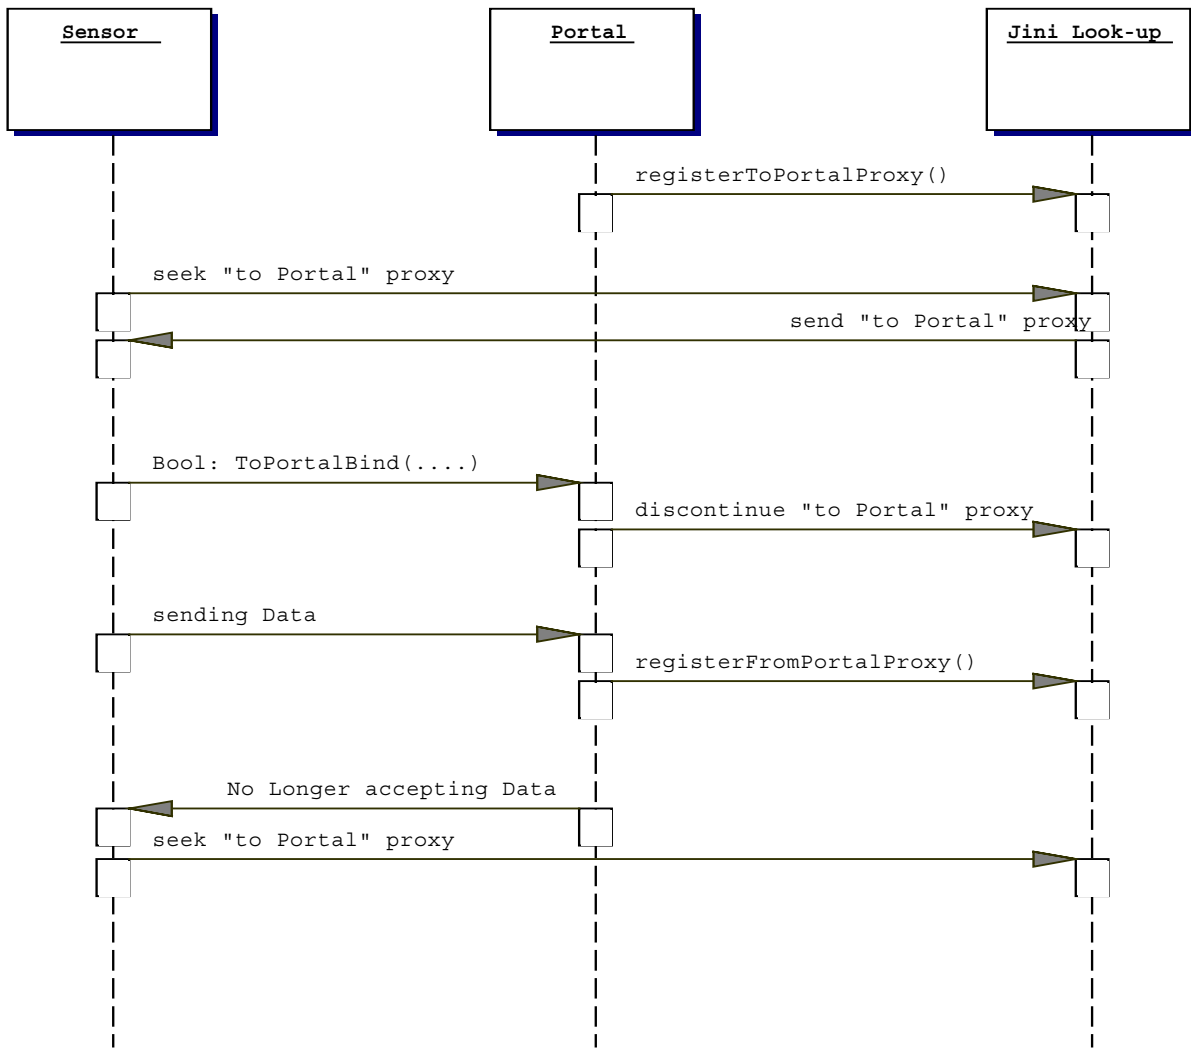 Sensor
Portal
Jini Look-up
registerToPortalProxy()
seek "to Portal" proxy
send "to Portal" proxy
Bool: ToPortalBind(....)
discontinue "to Portal" proxy
sending Data
registerFromPortalProxy()
No Longer accepting Data
seek "to Portal" proxy